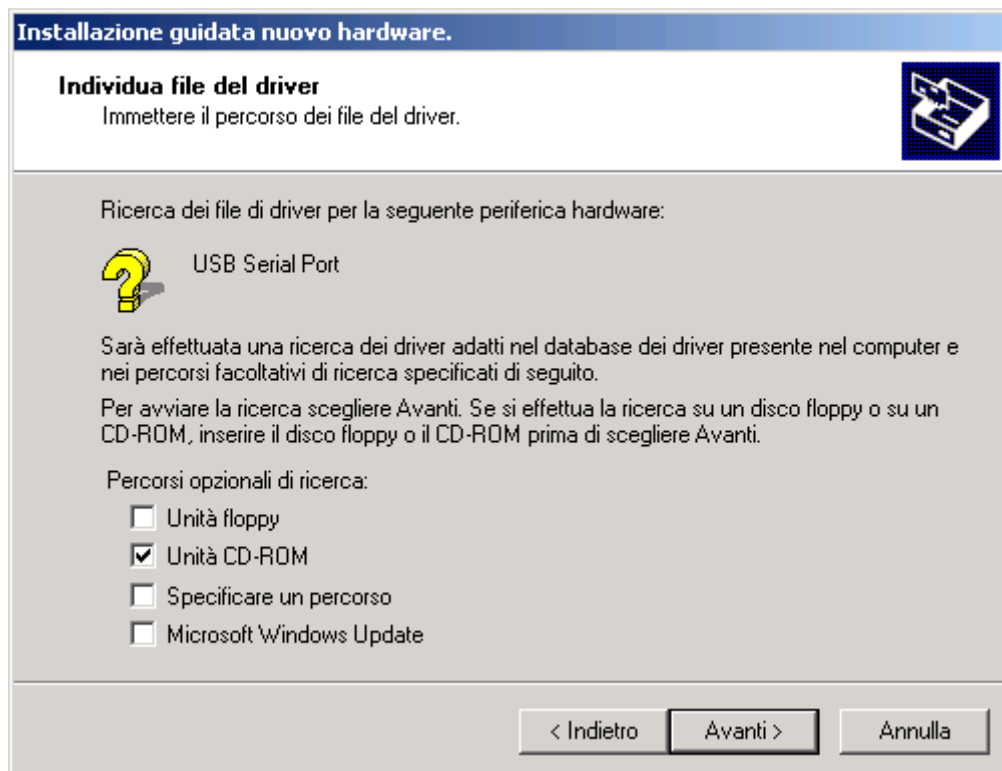 Installazione guidata nuovo hardware.
Individua file del driver
Immettere il percorso dei file del driver.
Ricerca dei file di driver per la seguente periferica hardware:
USB Serial Port
Sarà effettuata una ricerca dei driver adatti nel database dei driver presente nel computer e
nei percorsi facoltativi di ricerca specificati di seguito.
Per avviare la ricerca scegliere Avanti. Se si effettua la ricerca su un disco floppy o su un
CD-ROM, inserire il disco floppy o il CD-ROM prima di scegliere Avanti.
Percorsi opzionali di ricerca:
Unità floppy
Unità CD-ROM
Specificare un percorso
Microsoft Windows Update
< Indietro
Avanti >
Annulla